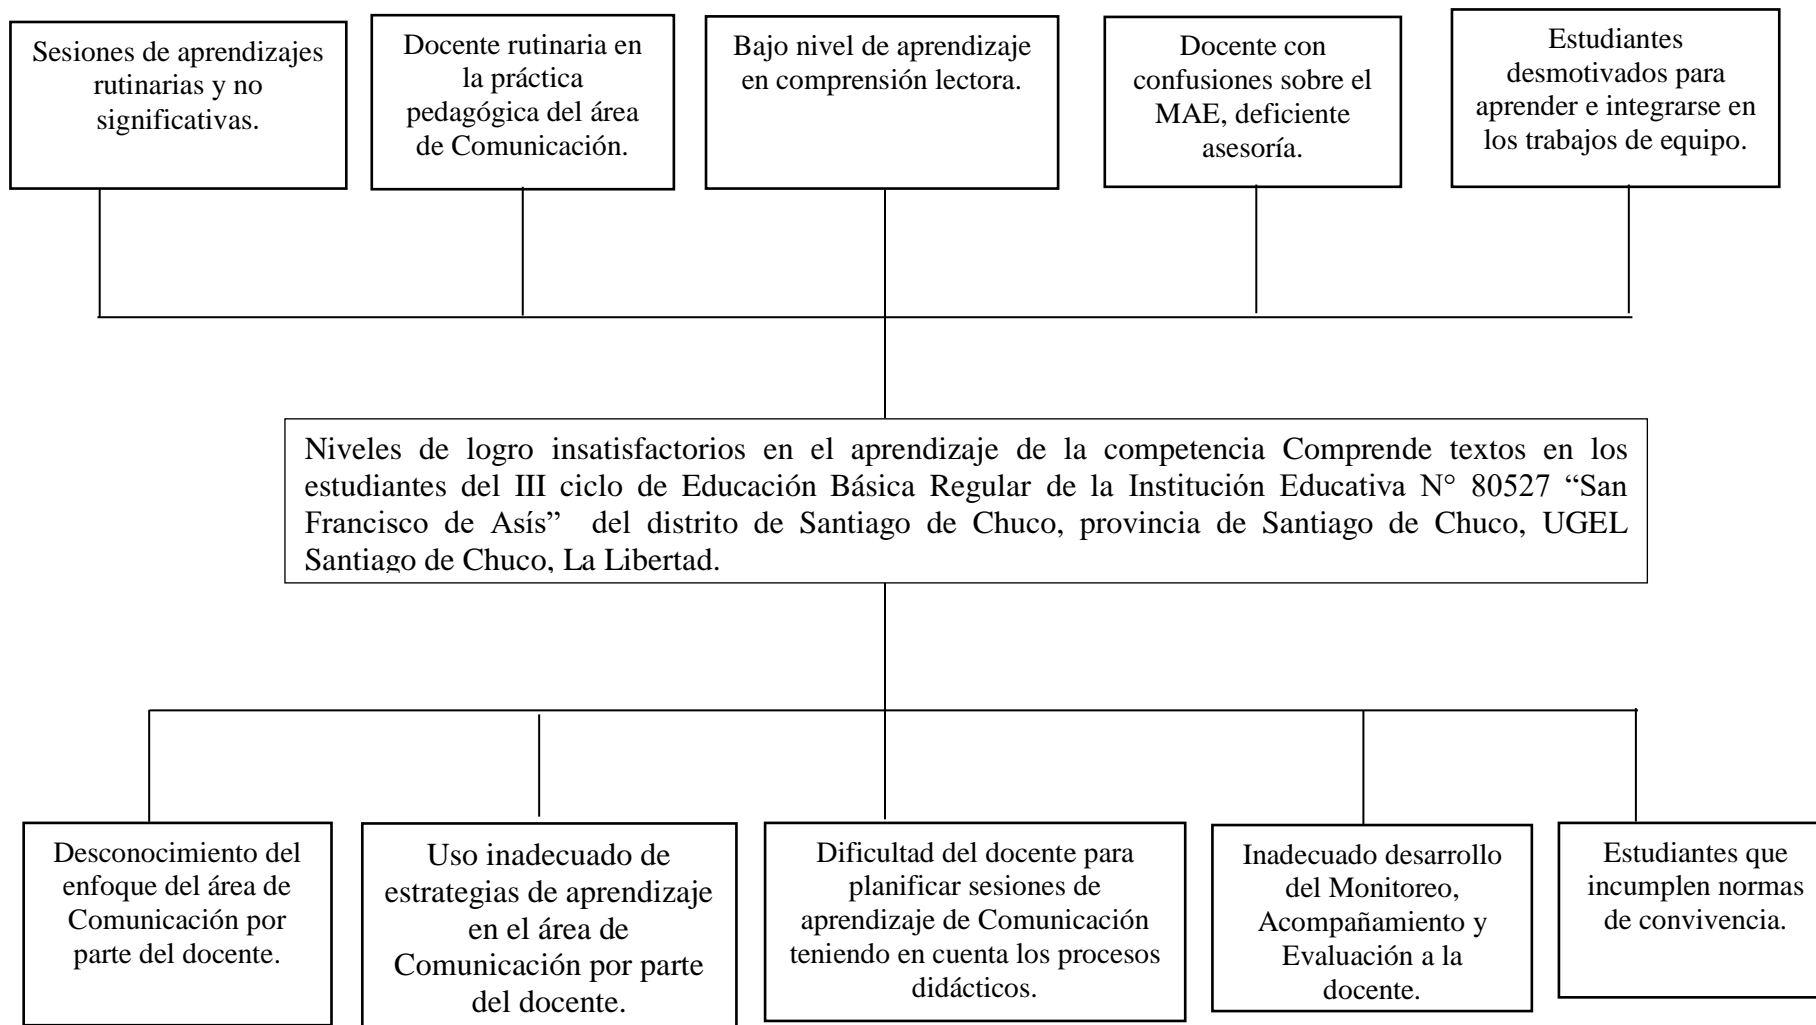 Sesiones de aprendizajes
rutinarias y no
significativas.
Docente rutinaria en
la práctica
pedagógica del área
de Comunicación.
Bajo nivel de aprendizaje
en comprensión lectora.
Docente con
confusiones sobre el
MAE, deficiente
asesoría.
Estudiantes
desmotivados para
aprender e integrarse en
los trabajos de equipo.
Niveles de logro insatisfactorios en el aprendizaje de la competencia Comprende textos en los
estudiantes del III ciclo de Educación Básica Regular de la Institución Educativa N° 80527 “San
Francisco de Asís” del distrito de Santiago de Chuco, provincia de Santiago de Chuco, UGEL
Santiago de Chuco, La Libertad.
Desconocimiento del
enfoque del área de
Comunicación por
parte del docente.
Uso inadecuado de
estrategias de aprendizaje
en el área de
Comunicación por parte
del docente.
Dificultad del docente para
planificar sesiones de
aprendizaje de Comunicación
teniendo en cuenta los procesos
didácticos.
Inadecuado desarrollo
del Monitoreo,
Acompañamiento y
Evaluación a la
docente.
Estudiantes que
incumplen normas
de convivencia.